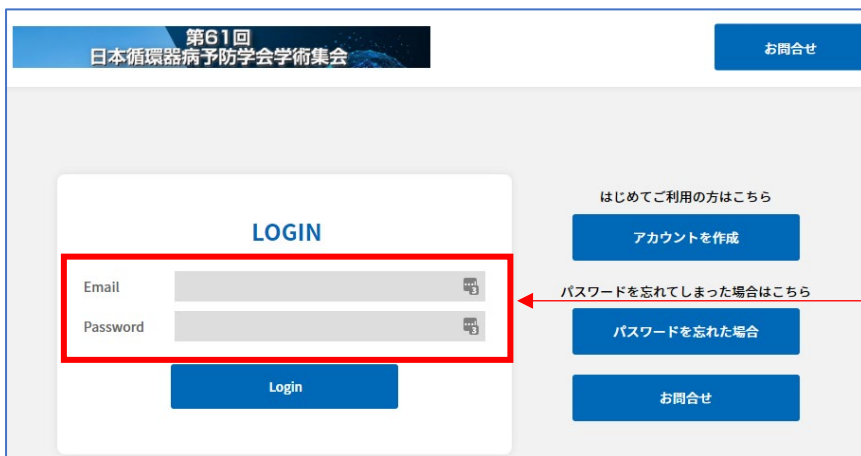 第61回
日本循環器病予防学会学術集会
お問合せ
LOGIN
Email
Password
Login
はじめてご利用の方はこちら
アカウントを作成
パスワードを忘れてしまった場合はこちら
パスワードを忘れた場合
お問合せ